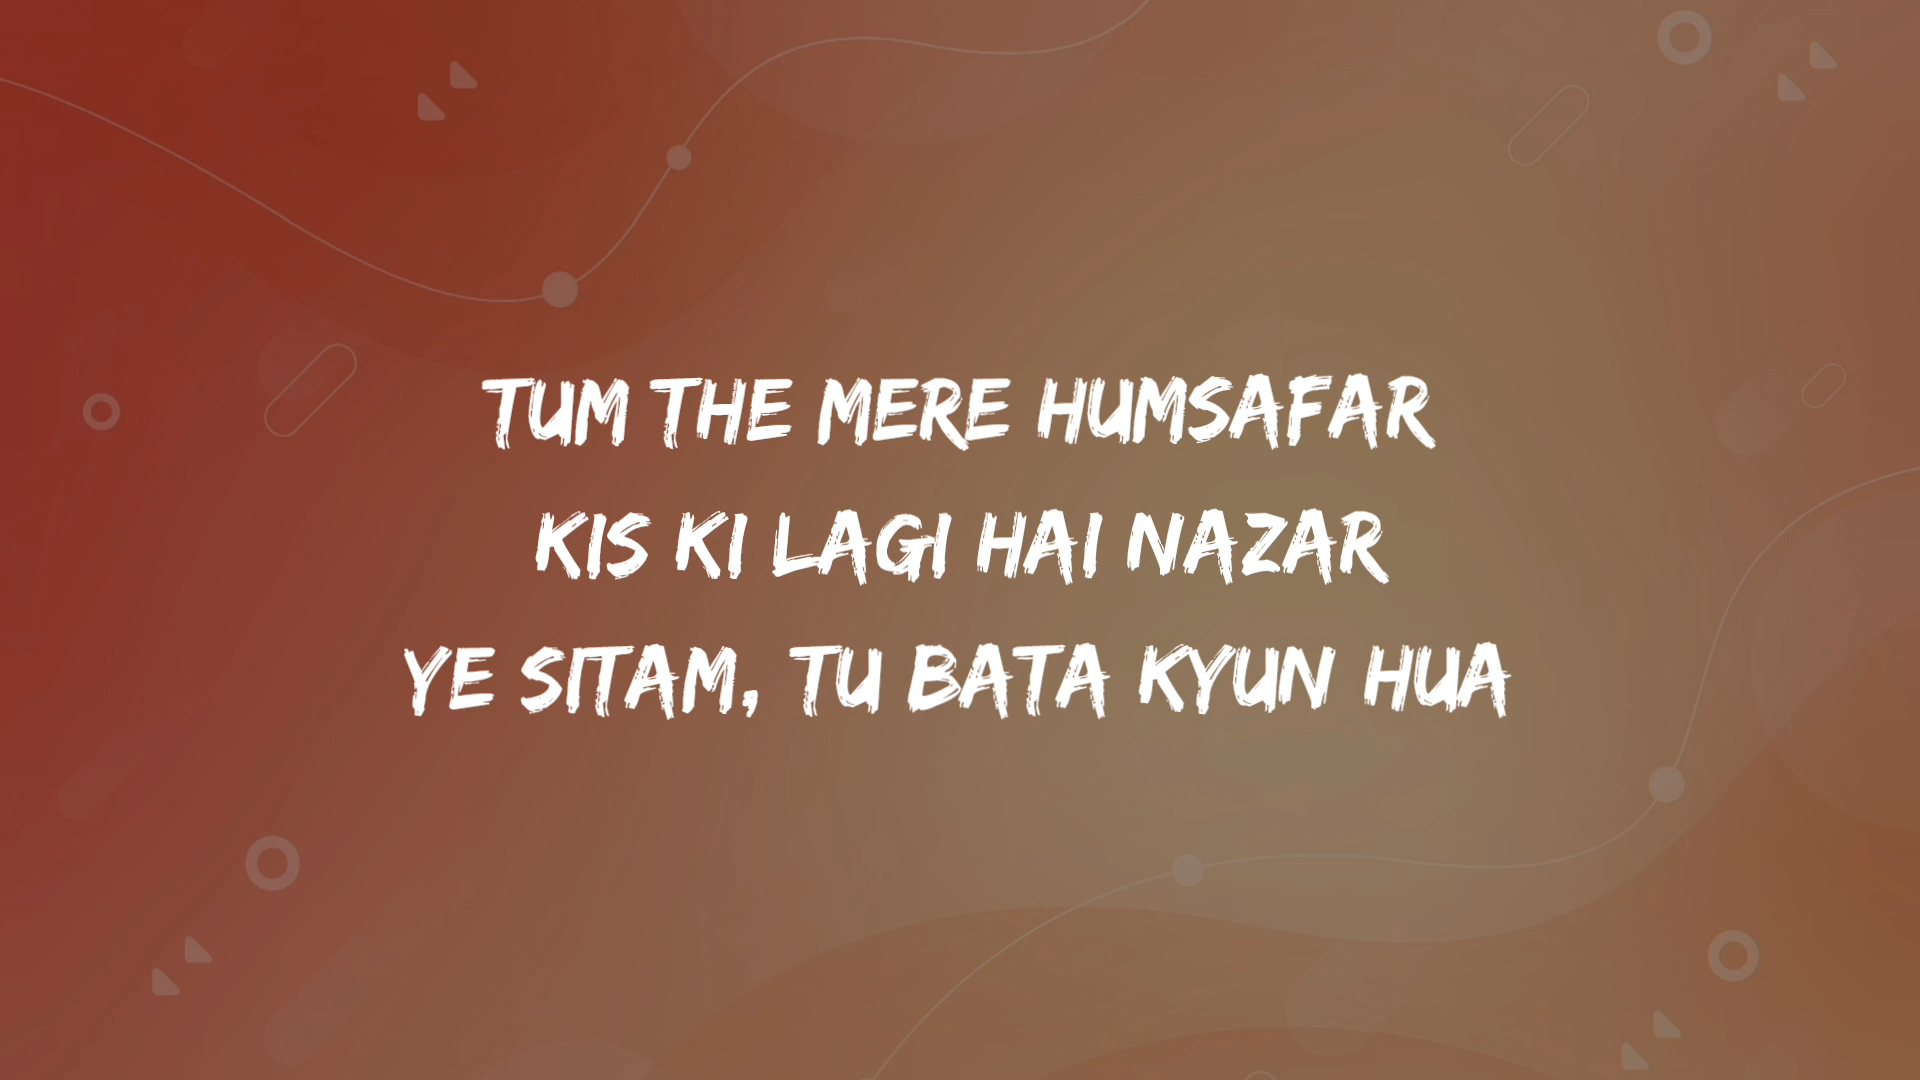 TUM THE MERE HUMSAFAR
KIS KI LAGI HAI NAZAR
YE SITAM, TU BATA KYUN HUA